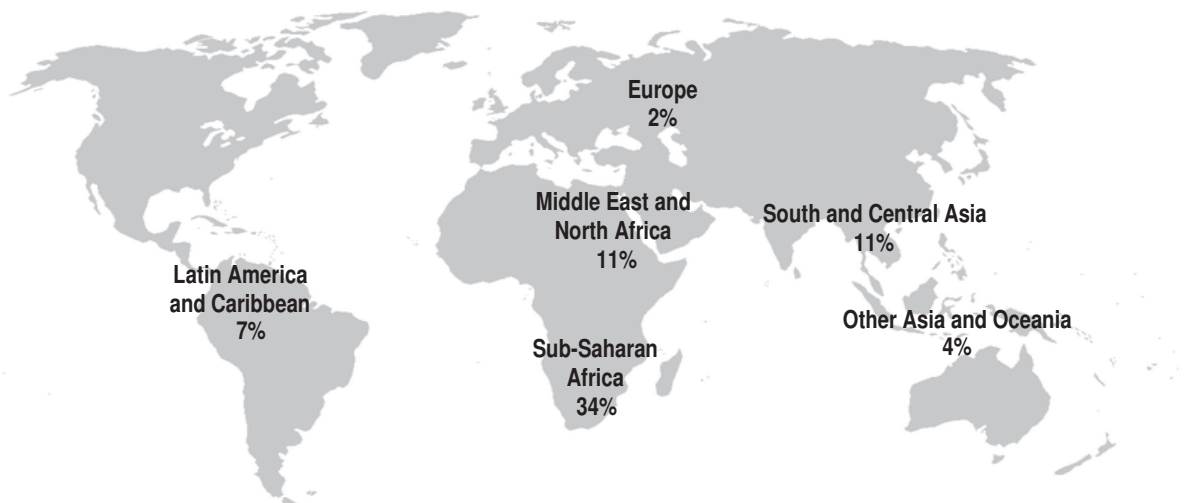 Europe
2%
Middle East and
North Africa
11%
South and Central Asia
11%
Latin America
and Caribbean
7%
Other Asia and Oceania
4%
Sub-Saharan
Africa
34%